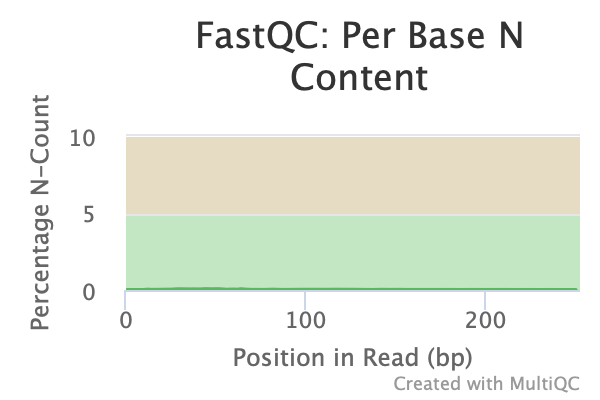 FastQC: Per Base N
Content
Percentage N-Count
10
5
0
0
100
200
Position in Read (bp)
Created with MultiQC